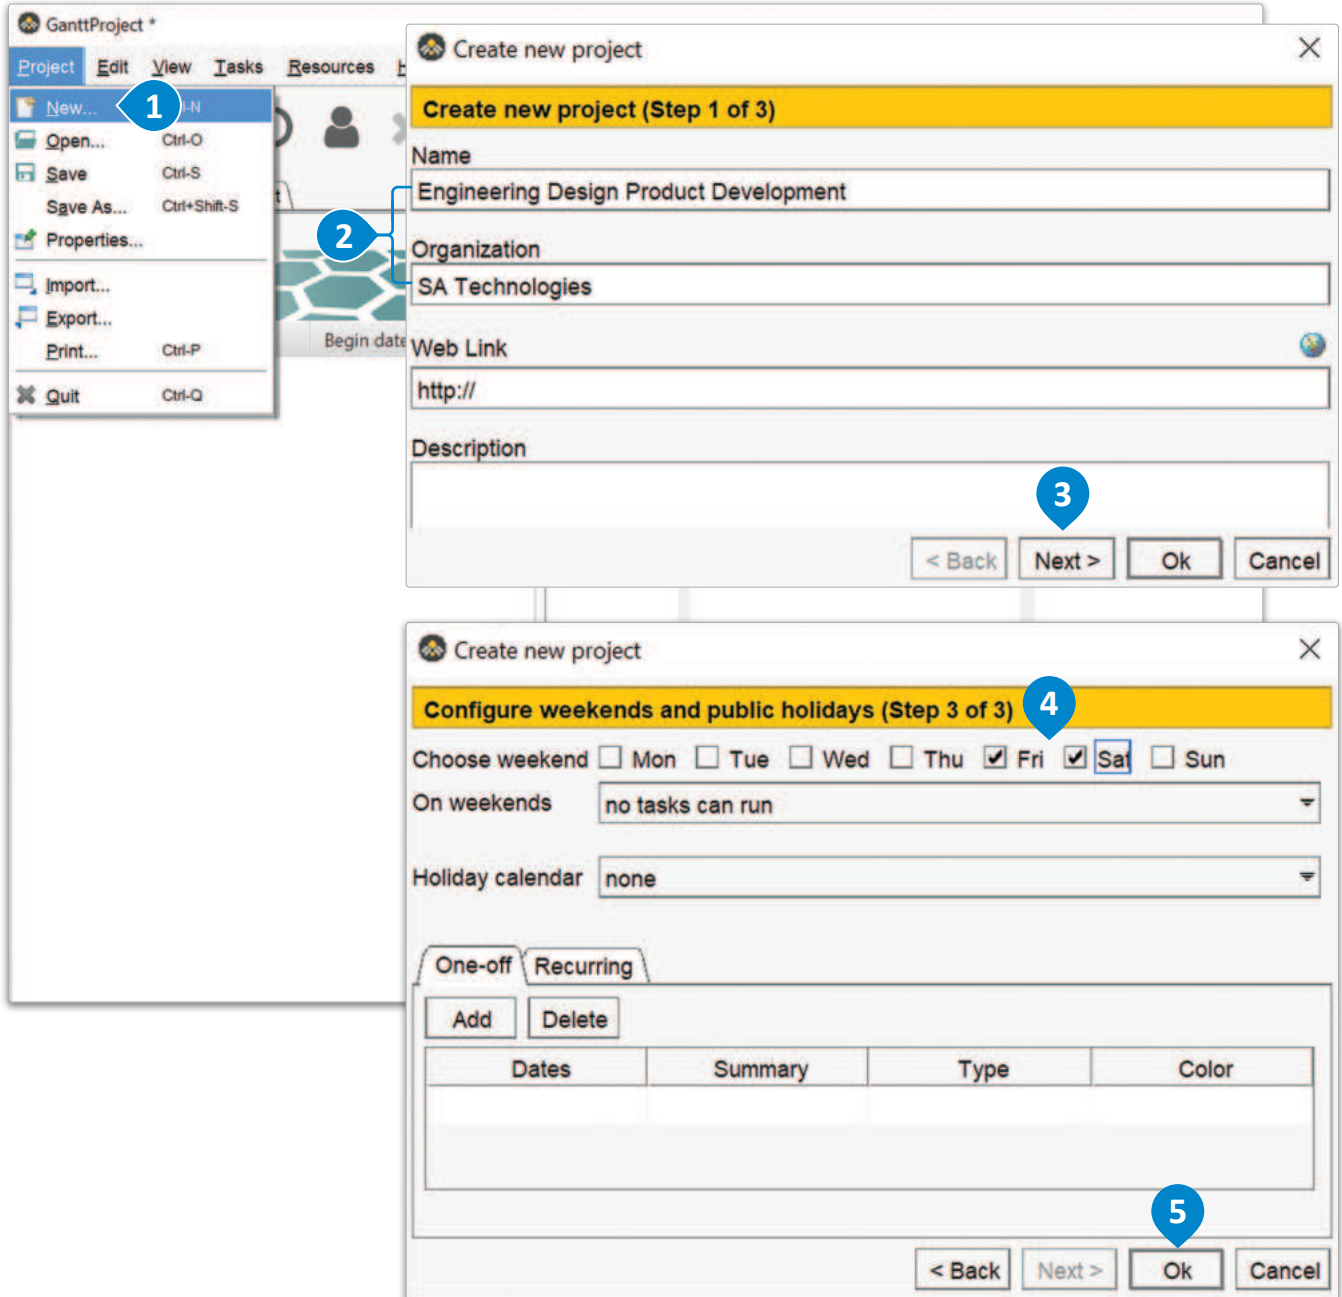 GanttProject *
Project Edit View Tasks Resources
New... 1 -N
Open... Ctrl-O
Save Ctrl-S
Save As... Ctrl+Shift-S
Properties...
Import...
Export...
Print... Ctrl-P
Quit Ctrl-Q
Begin date
Create new project
Create new project (Step 1 of 3)
Name
Engineering Design Product Development
2
Organization
SA Technologies
Web Link
http://
Description
3
< Back Next > Ok Cancel
Create new project
Configure weekends and public holidays (Step 3 of 3) 4
Choose weekend Mon Tue Wed Thu Fri Sat Sun
On weekends no tasks can run
Holiday calendar none
One-off Recurring
Add Delete
Dates Summary Type Color
5
< Back Next > Ok Cancel